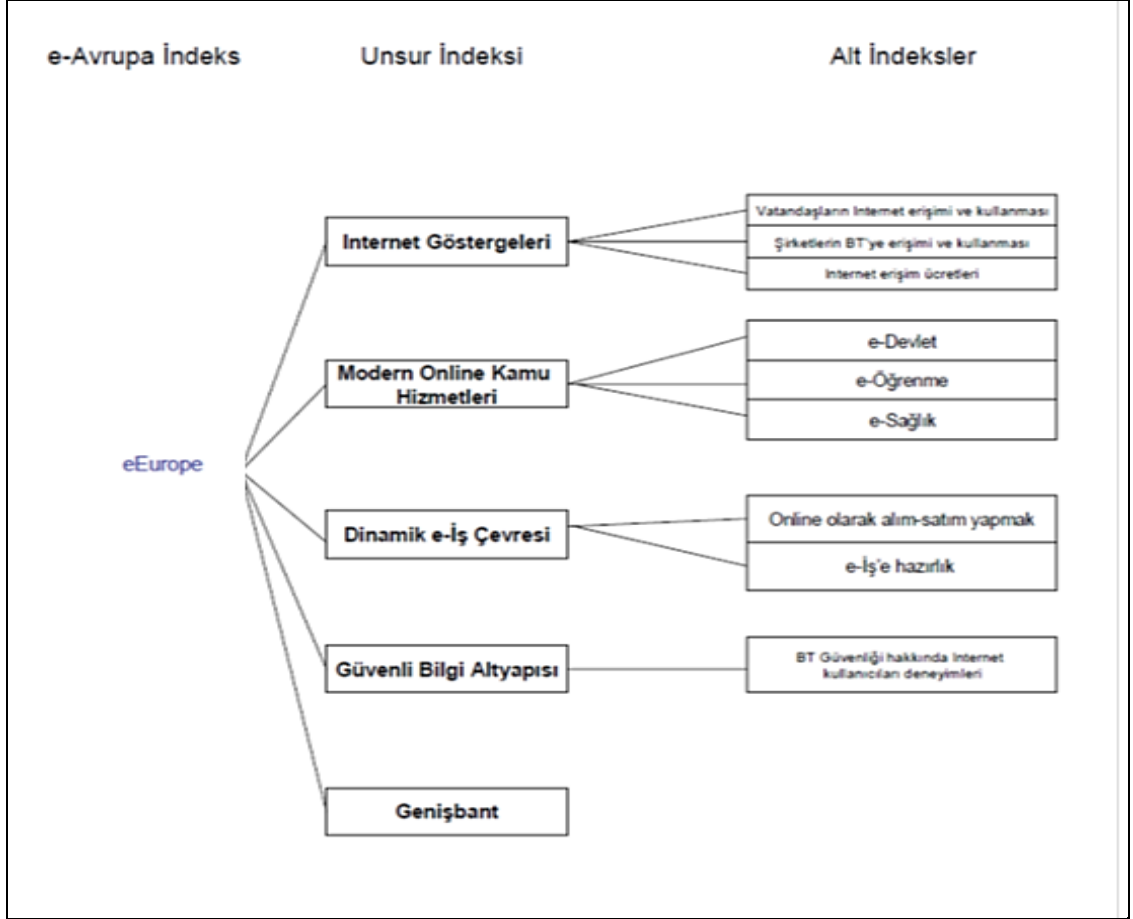 e-Avrupa İndeks
Unsur İndeksi
Alt İndeksler
eEurope
Internet Göstergeleri
Vatandaşların Internet erişimi ve kullanması
Şirketlerin BT'ye erişimi ve kullanması
Internet erişim ücretleri
Modern Online Kamu
Hizmetleri
e-Devlet
e-Öğrenme
e-Sağlık
Dinamik e-İş Çevresi
Online olarak alım-satım yapmak
e-İş'e hazırlık
Güvenli Bilgi Altyapısı
BT Güvenliği hakkında Internet
kullanıcıları deneyimleri
Genişbant